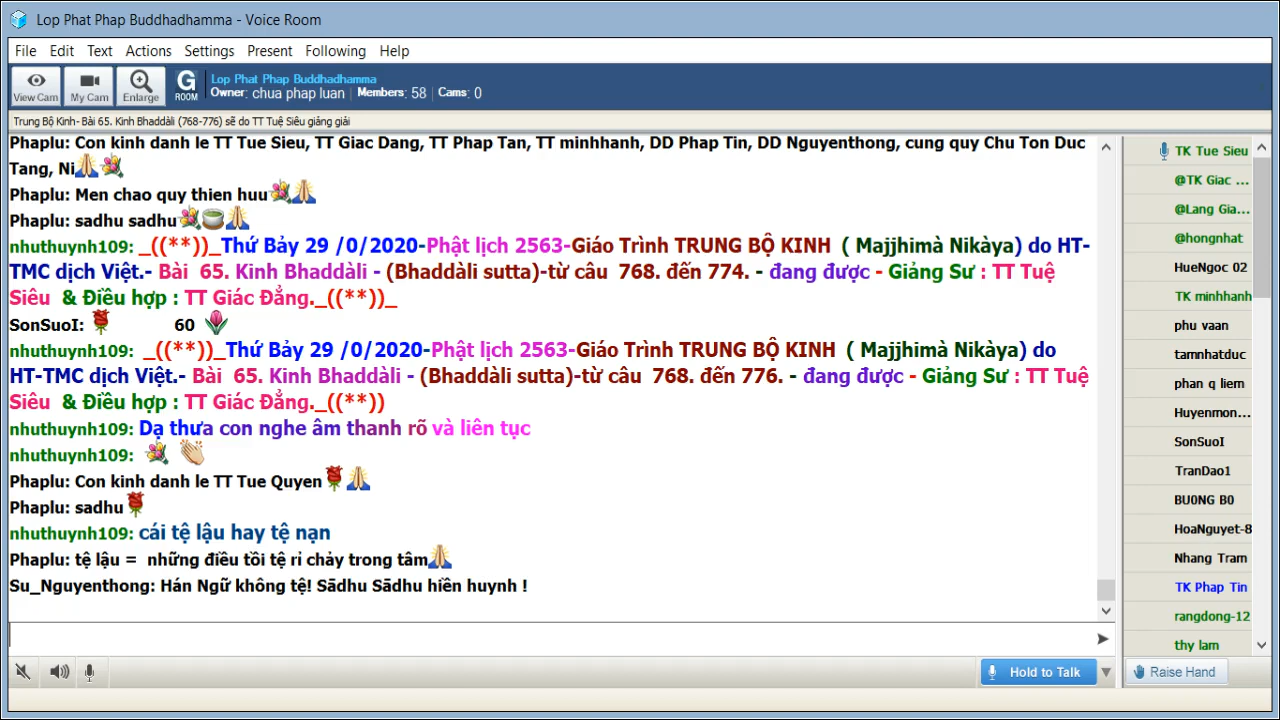 Lop Phat Phap Buddhadhamma - Voice Room
File Edit Text Actions Settings Present Following Help
View Cam My Cam Enlarge G ROOM
Lop Phat Phap Buddhadhamma
Owner: chua phap luan Members: 58 Cams: 0
Trung Bộ Kinh- Bài 65. Kinh Bhaddàli (768-776) sẽ do TT Tuệ Siêu giảng giải
Phaplu: Con kinh danh le TT Tue Sieu, TT Giac Dang, TT Phap Tan, TT minhhanh, DD Phap Tin, DD Nguyenthong, cung quy Chu Ton Duc
Tang, Ni
Phaplu: Men chao quy thien huu
Phaplu: sadhu sadhu
nhuthuynh109: _((**))_Thứ Bảy 29 /0/2020-Phật lịch 2563-Giáo Trình TRUNG BỘ KINH ( Majjhimà Nikàya) do HT-
TMC dịch Việt.- Bài 65. Kinh Bhaddàli - (Bhaddàli sutta)-từ câu 768. đến 774. - đang được - Giảng Sư : TT Tuệ
Siêu & Điều hợp : TT Giác Đẳng._((**))_
SonSuoI: 60
nhuthuynh109: _((**))_Thứ Bảy 29 /0/2020-Phật lịch 2563-Giáo Trình TRUNG BỘ KINH ( Majjhimà Nikàya) do
HT-TMC dịch Việt.- Bài 65. Kinh Bhaddàli - (Bhaddàli sutta)-từ câu 768. đến 776. - đang được - Giảng Sư : TT Tuệ
Siêu & Điều hợp : TT Giác Đẳng._((**))
nhuthuynh109: Dạ thưa con nghe âm thanh rõ và liên tục
nhuthuynh109:
Phaplu: Con kinh danh le TT Tue Quyen
Phaplu: sadhu
nhuthuynh109: cái tệ lậu hay tệ nạn
Phaplu: tệ lậu = những điều tồi tệ rỉ chảy trong tâm
Su_Nguyenthong: Hán Ngữ không tệ! Sādhu Sādhu hiền huynh !
TK Tue Sieu
@TK Giac ...
@Lang Gia...
@hongnhat
HueNgoc 02
TK minhhanh
phu vaan
tamnhatduc
phan q liem
Huyenmon...
SonSuoI
TranDao1
BU0NG B0
HoaNguyet-8
Nhang Tram
TK Phap Tin
rangdong-12
thy lam
Hold to Talk
Raise Hand